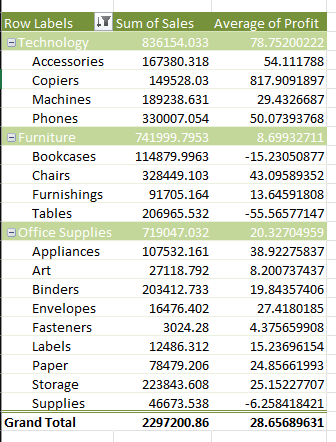 Row Labels Sum of Sales Average of Profit
Technology 836154.033 78.75200222
Accessories 167380.318 54.111788
Copiers 149528.03 817.9091897
Machines 189238.631 29.4326687
Phones 330007.054 50.07393768
Furniture 741999.7953 8.69932711
Bookcases 114879.9963 -15.23050877
Chairs 328449.103 43.09589352
Furnishings 91705.164 13.64591808
Tables 206965.532 -55.56577147
Office Supplies 719047.032 20.32704959
Appliances 107532.161 38.92275837
Art 27118.792 8.200737437
Binders 203412.733 19.84357406
Envelopes 16476.402 27.4180185
Fasteners 3024.28 4.375659908
Labels 12486.312 15.23696154
Paper 78479.206 24.85661993
Storage 223843.608 25.15227707
Supplies 46673.538 -6.258418421
Grand Total 2297200.86 28.65689631